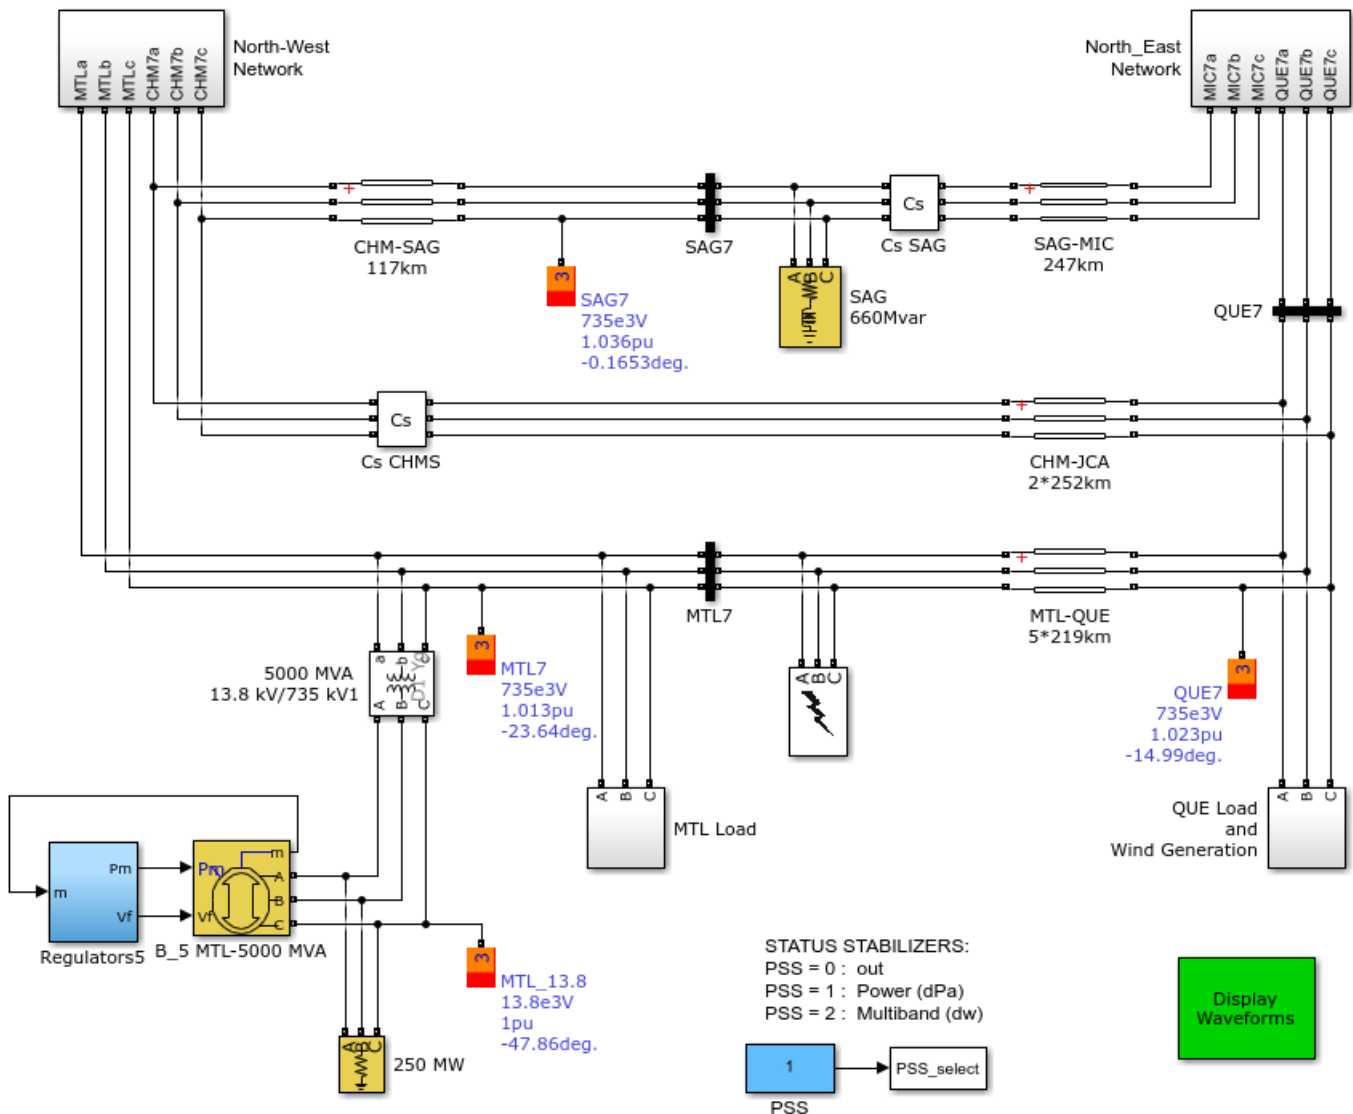 North-West
Network
MTLa
MTLb
MTLc
CHM7a
CHM7b
CHM7c
North_East
Network
MIC7a
MIC7b
MIC7c
QUE7a
QUE7b
QUE7c
CHM-SAG
117km
SAG7
Cs
Cs SAG
SAG-MIC
247km
3
SAG7
735e3V
1.036pu
-0.1653deg.
A
B
C
SAG
660Mvar
QUE7
Cs
Cs CHMS
CHM-JCA
2*252km
MTL7
MTL-QUE
5*219km
5000 MVA
13.8 kV/735 kV1
a
b
c
A
B
C
D1
Yg
3
MTL7
735e3V
1.013pu
-23.64deg.
A
B
C
3
QUE7
735e3V
1.023pu
-14.99deg.
A
B
C
MTL Load
A
B
C
QUE Load
and
Wind Generation
m
Pm
Vf
Regulators5
Pm
Vf
m
A
B
C
B_5 MTL-5000 MVA
3
MTL_13.8
13.8e3V
1pu
-47.86deg.
A
B
C
250 MW
STATUS STABILIZERS:
PSS = 0 : out
PSS = 1 : Power (dPa)
PSS = 2 : Multiband (dw)
1
PSS
PSS_select
Display
Waveforms